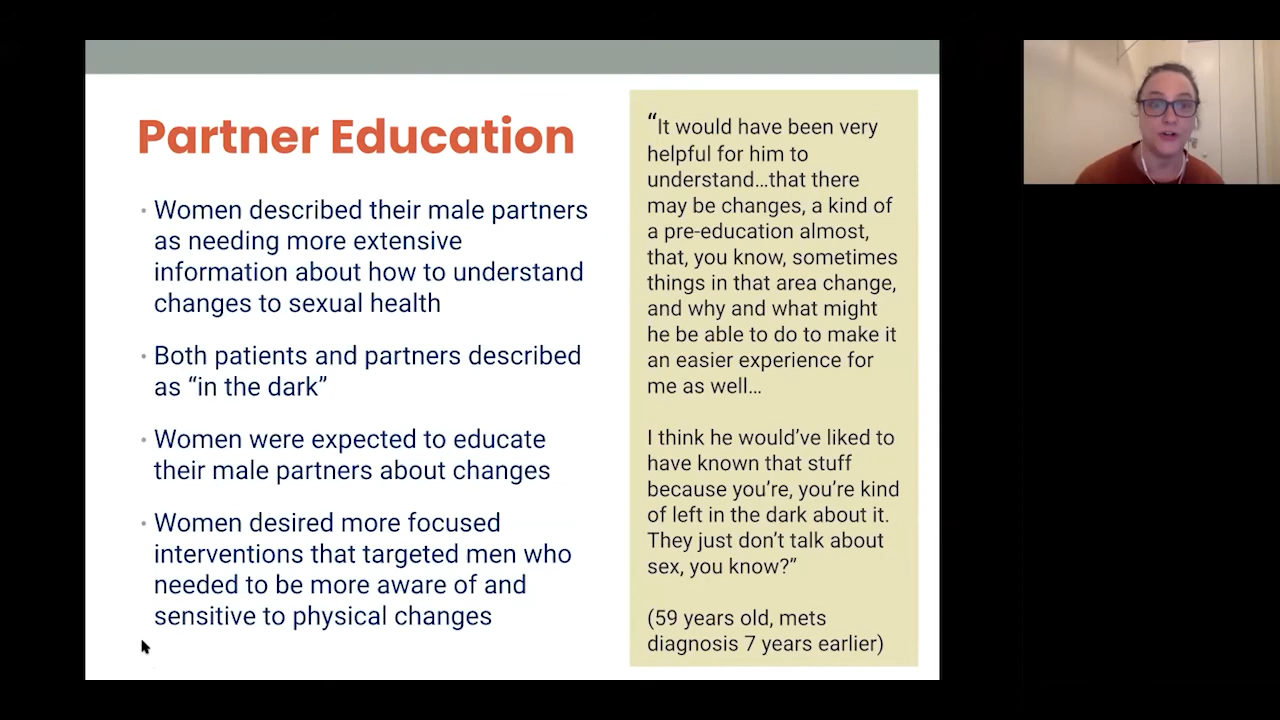 Partner Education
· Women described their male partners
as needing more extensive
information about how to understand
changes to sexual health
· Both patients and partners described
as “in the dark”
· Women were expected to educate
their male partners about changes
· Women desired more focused
interventions that targeted men who
needed to be more aware of and
sensitive to physical changes
“It would have been very
helpful for him to
understand…that there
may be changes, a kind of
a pre-education almost,
that, you know, sometimes
things in that area change,
and why and what might
he be able to do to make it
an easier experience for
me as well…
I think he would’ve liked to
have known that stuff
because you’re, you’re kind
of left in the dark about it.
They just don’t talk about
sex, you know?”
(59 years old, mets
diagnosis 7 years earlier)